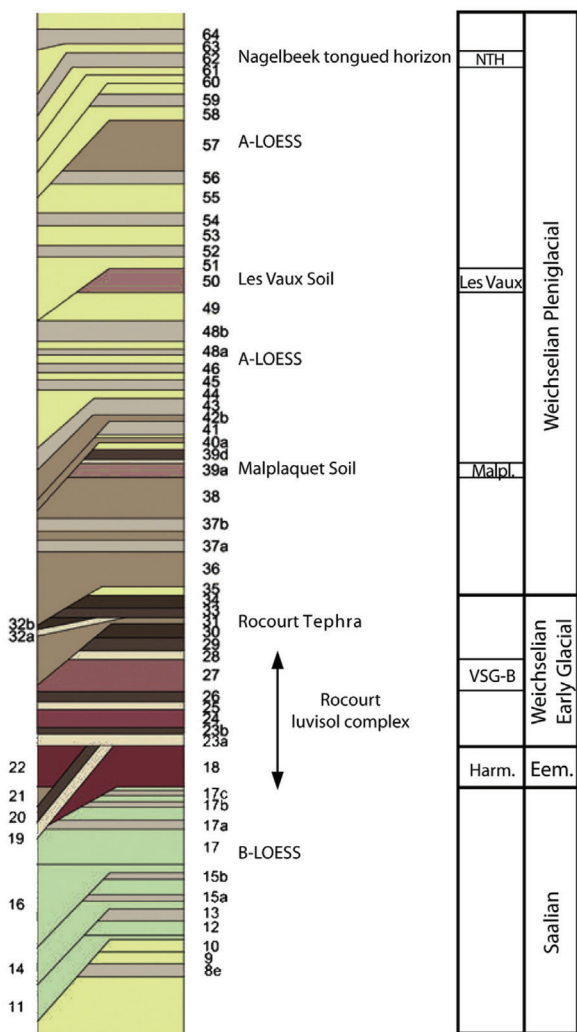 64
63
62 Nagelbeek tongued horizon NTH
61
60
59
58
57 A-LOESS
56
55
54
53
52
51
50 Les Vaux Soil Les Vaux
49
48b
48a
46 A-LOESS
45
44
43
42b
41
40a
39d
39a Malplaquet Soil Malpl.
38
37b
37a
36
Weichselian Pleniglacial
35
34
33
32b 31 Rocourt Tephra
32a 30
29
28
27 VSG-B
26 Rocourt
25 luvisol complex
24
23b
23a
Weichselian
Early Glacial
22 18 Harm. Eem.
21 17c
17b
20 17a
19
17 B-LOESS
15b
16 15a
13
12
14 10
9
8e
11
Saalian